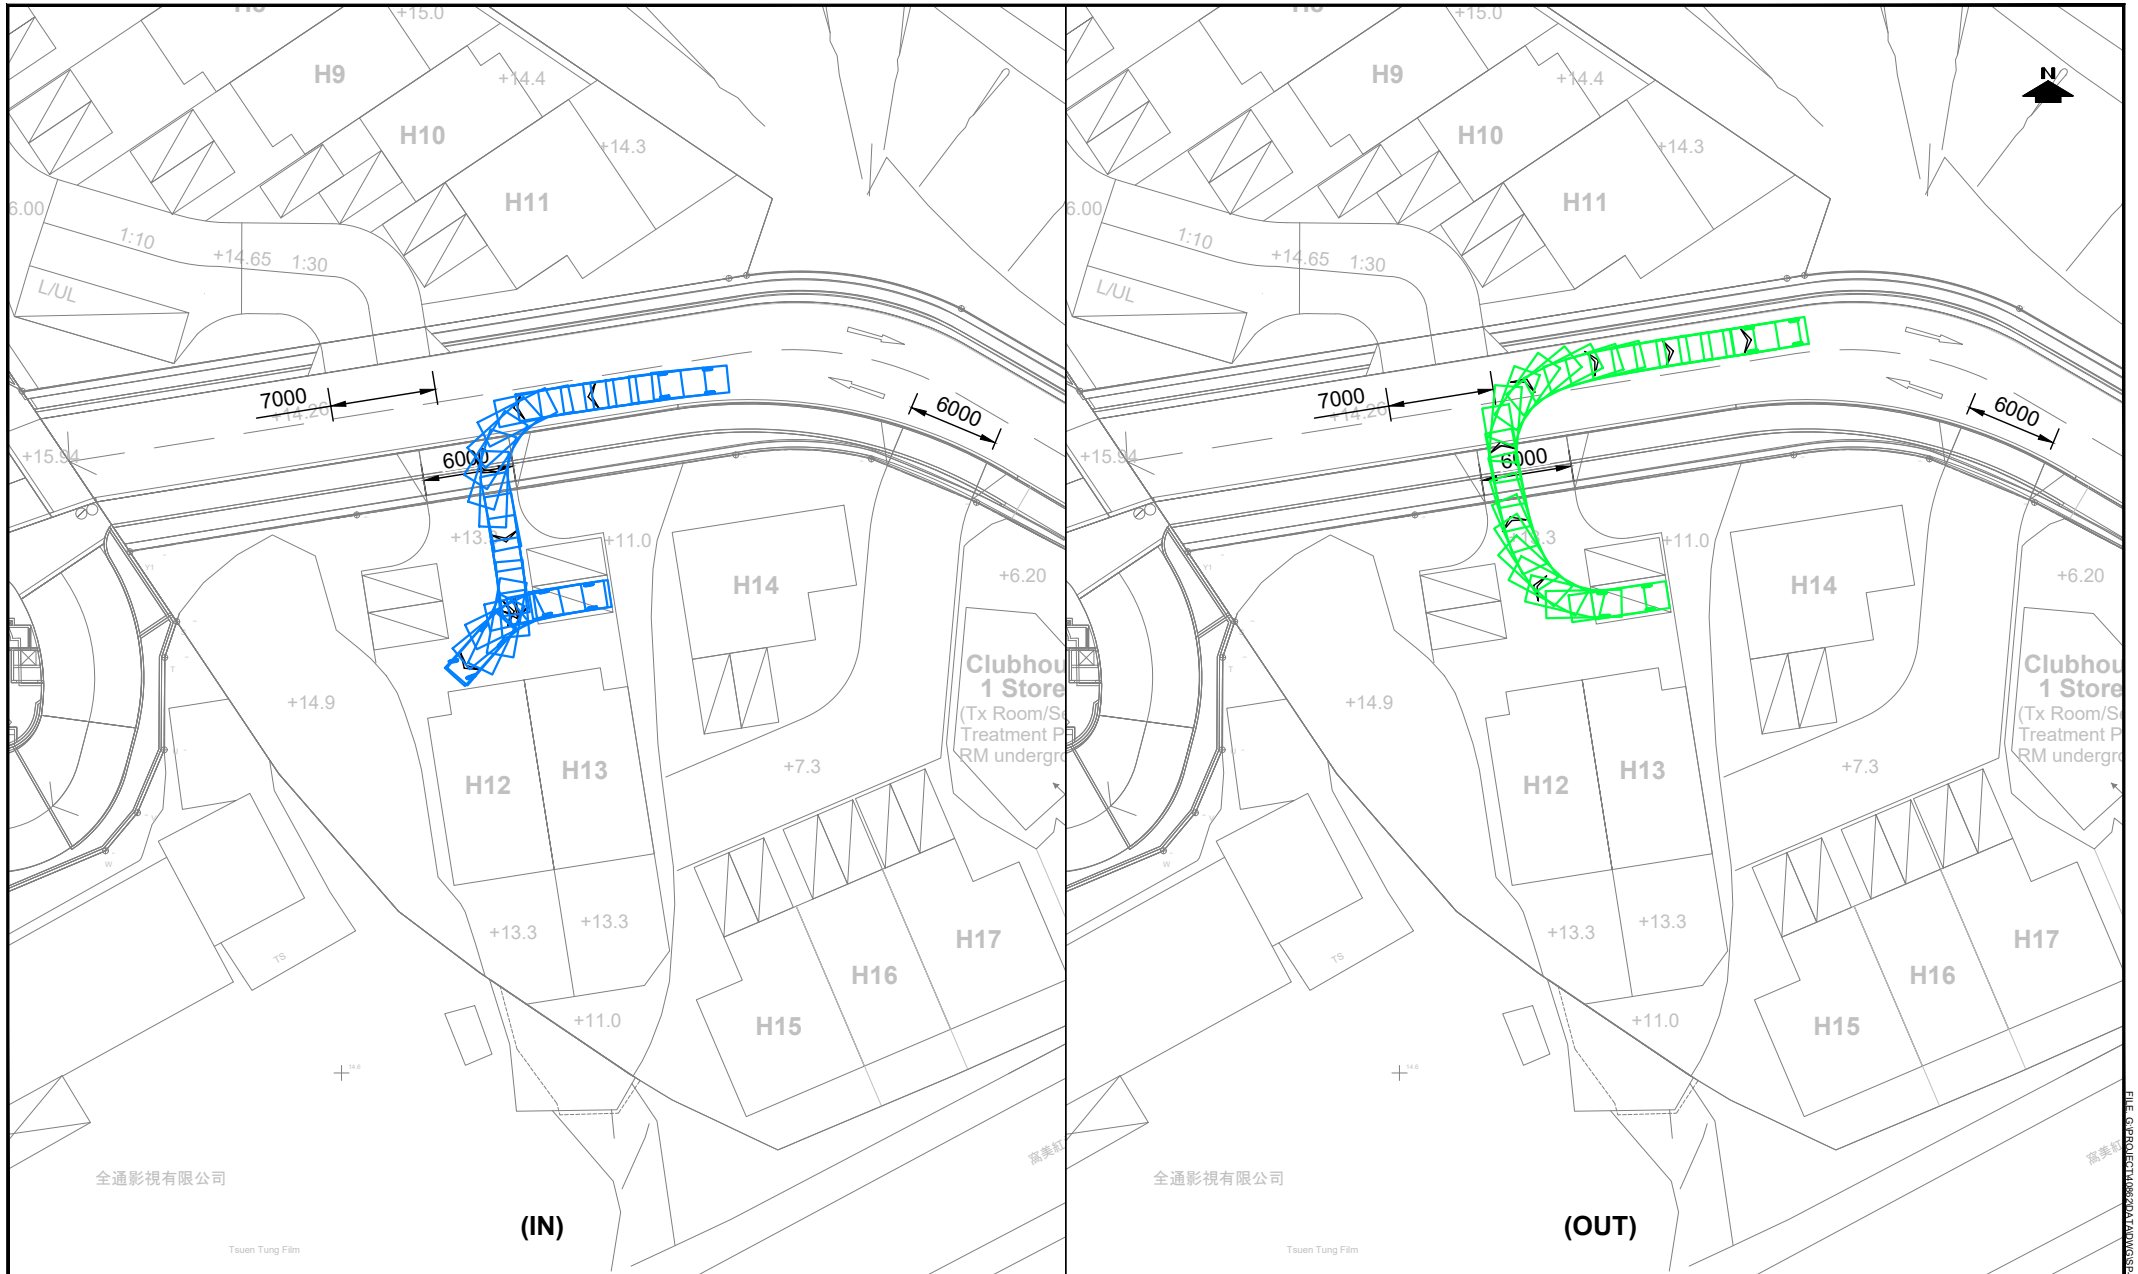 +15.0
H9
+14.4
H10
+14.3
H11
6.00
1:10
+14.65
1:30
L/UL
7000
+14.20
6000
+15.94
6000
+11.0
H14
+6.20
+14.9
Clubhou
1 Store
(Tx Room/Se
Treatment P
RM undergro
H12
H13
+7.3
+13.3
+13.3
H17
H16
H15
+11.0
TS
14.6
全通影視有限公司
Tsuen Tung Film
(IN)
+15.0
N
H9
+14.4
H10
+14.3
H11
6.00
1:10
+14.65
1:30
L/UL
7000
+14.20
6000
+15.94
6000
+13.3
+11.0
H14
+6.20
+14.9
Clubhou
1 Store
(Tx Room/Se
Treatment P
RM undergro
H12
H13
+7.3
+13.3
+13.3
H17
H16
H15
+11.0
TS
14.6
全通影視有限公司
Tsuen Tung Film
(OUT)